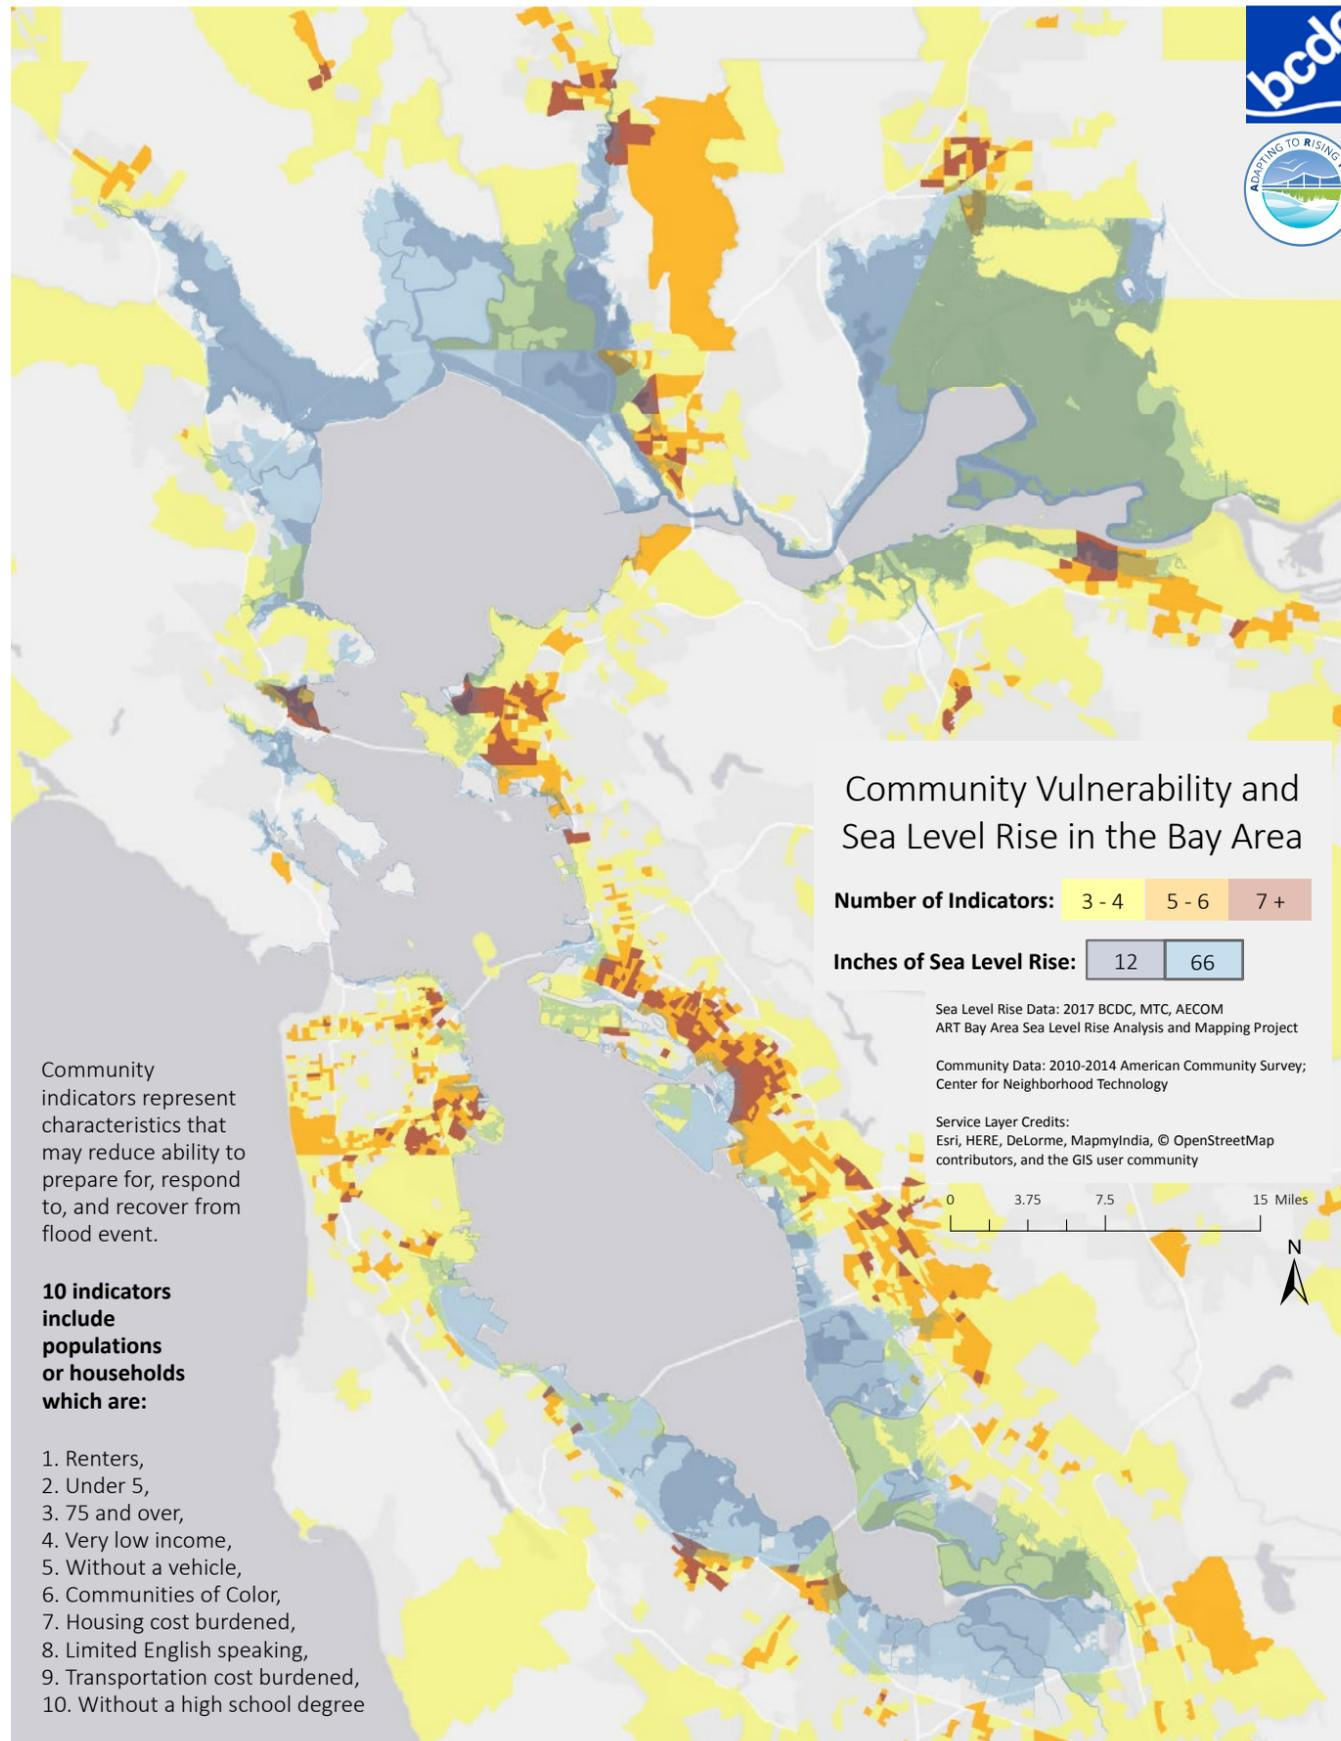 bcdc
ADAPTING TO RISING
Community Vulnerability and
Sea Level Rise in the Bay Area
Number of Indicators: 3 - 4 5 - 6 7 +
Inches of Sea Level Rise: 12 66
Sea Level Rise Data: 2017 BCDC, MTC, AECOM
ART Bay Area Sea Level Rise Analysis and Mapping Project
Community Data: 2010-2014 American Community Survey;
Center for Neighborhood Technology
Service Layer Credits:
Esri, HERE, DeLorme, MapmyIndia, © OpenStreetMap
contributors, and the GIS user community
0 3.75 7.5 15 Miles
N
Community
indicators represent
characteristics that
may reduce ability to
prepare for, respond
to, and recover from
flood event.
10 indicators
include
populations
or households
which are:
1. Renters,
2. Under 5,
3. 75 and over,
4. Very low income,
5. Without a vehicle,
6. Communities of Color,
7. Housing cost burdened,
8. Limited English speaking,
9. Transportation cost burdened,
10. Without a high school degree